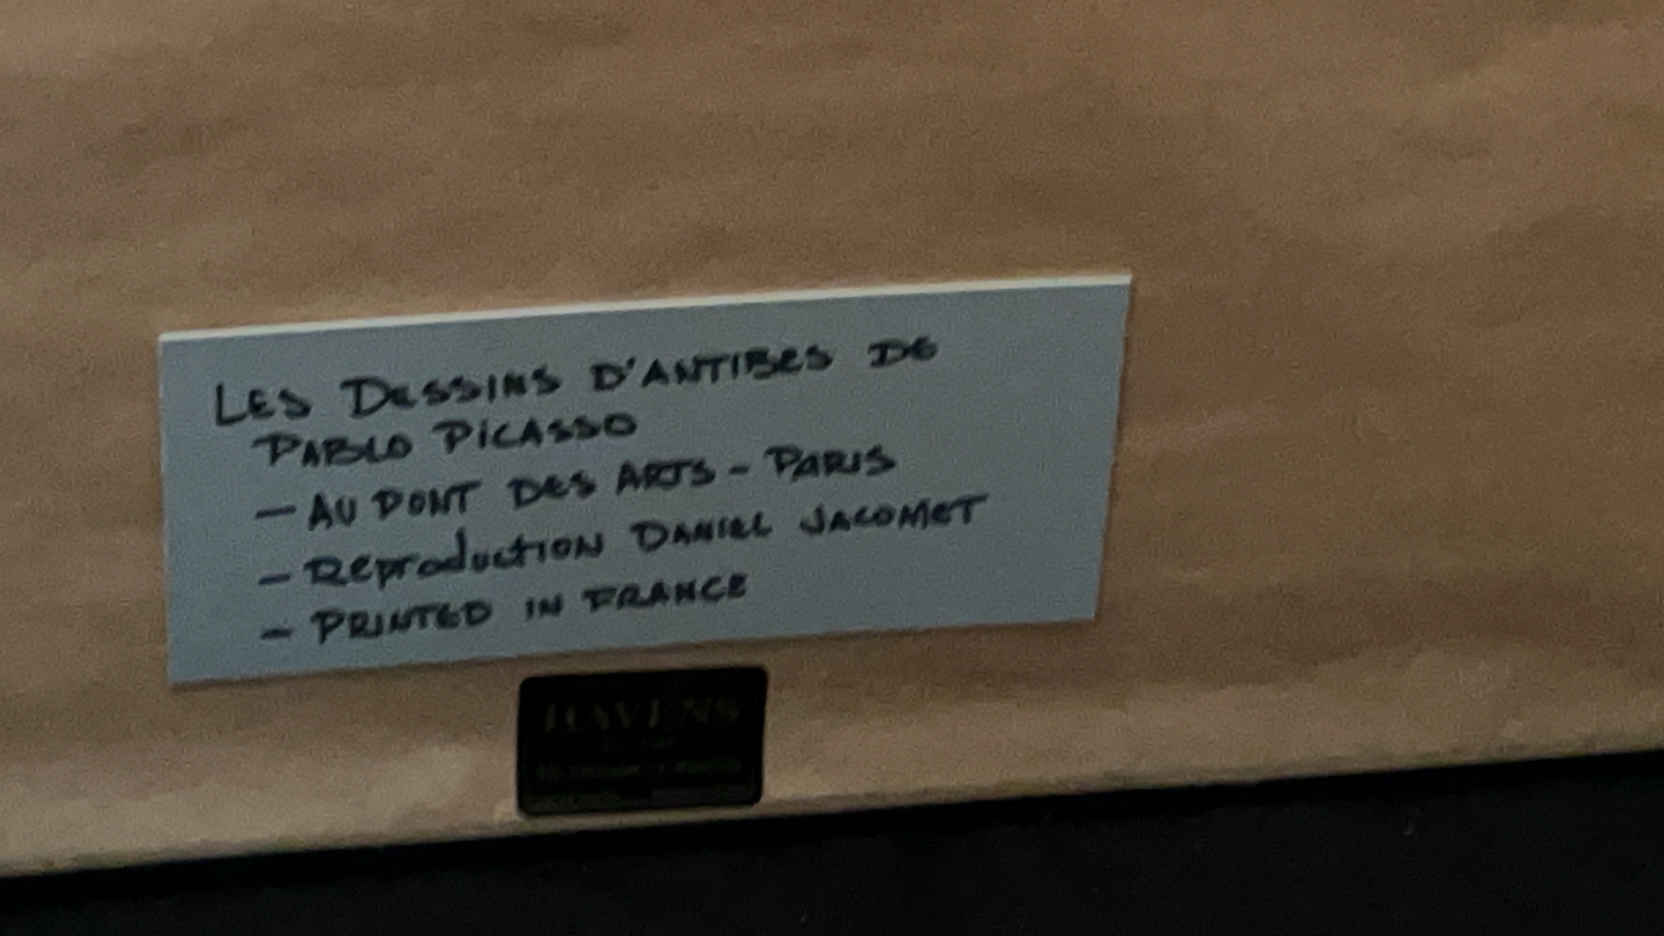 LES DESSINS D'ANTIBES DE
PABLO PICASSO
- AU PONT DES ARTS - PARIS
- Reproduction DANIEL JACOMET
- PRINTED IN FRANCE